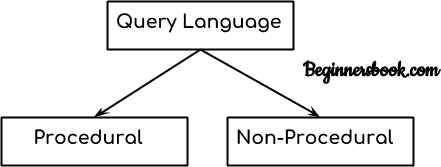 Query Language
Beginnersbook.com
Procedural
Non-Procedural